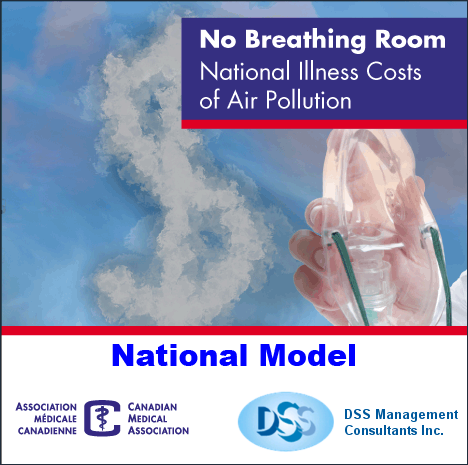 No Breathing Room
National Illness Costs
of Air Pollution
National Model
ASSOCIATION
MÉDICALE
CANADIENNE
CANADIAN
MEDICAL
ASSOCIATION
DSS
DSS Management
Consultants Inc.